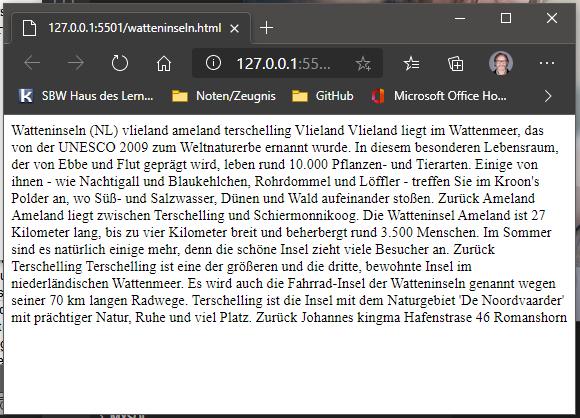 127.0.0.1:5501/watteninseln.html
127.0.0.1:55...
SBW Haus des Lern... Noten/Zeugnis GitHub Microsoft Office Ho...
Watteninseln (NL) vlieland ameland terschelling Vlieland Vlieland liegt im Wattenmeer, das
von der UNESCO 2009 zum Weltnaturerbe ernannt wurde. In diesem besonderen Lebensraum,
der von Ebbe und Flut geprägt wird, leben rund 10.000 Pflanzen- und Tierarten. Einige von
ihnen - wie Nachtigall und Blaukehlchen, Rohrdommel und Löffler - treffen Sie im Kroon's
Polder an, wo Süß- und Salzwasser, Dünen und Wald aufeinander stoßen. Zurück Ameland
Ameland liegt zwischen Terschelling und Schiermonnikoog. Die Watteninsel Ameland ist 27
Kilometer lang, bis zu vier Kilometer breit und beherbergt rund 3.500 Menschen. Im Sommer
sind es natürlich einige mehr, denn die schöne Insel zieht viele Besucher an. Zurück
Terschelling Terschelling ist eine der größeren und die dritte, bewohnte Insel im
niederländischen Wattenmeer. Es wird auch die Fahrrad-Insel der Watteninseln genannt wegen
seiner 70 km langen Radwege. Terschelling ist die Insel mit dem Naturgebiet 'De Noordvaarder'
mit prächtiger Natur, Ruhe und viel Platz. Zurück Johannes kingma Hafenstrase 46 Romanshorn